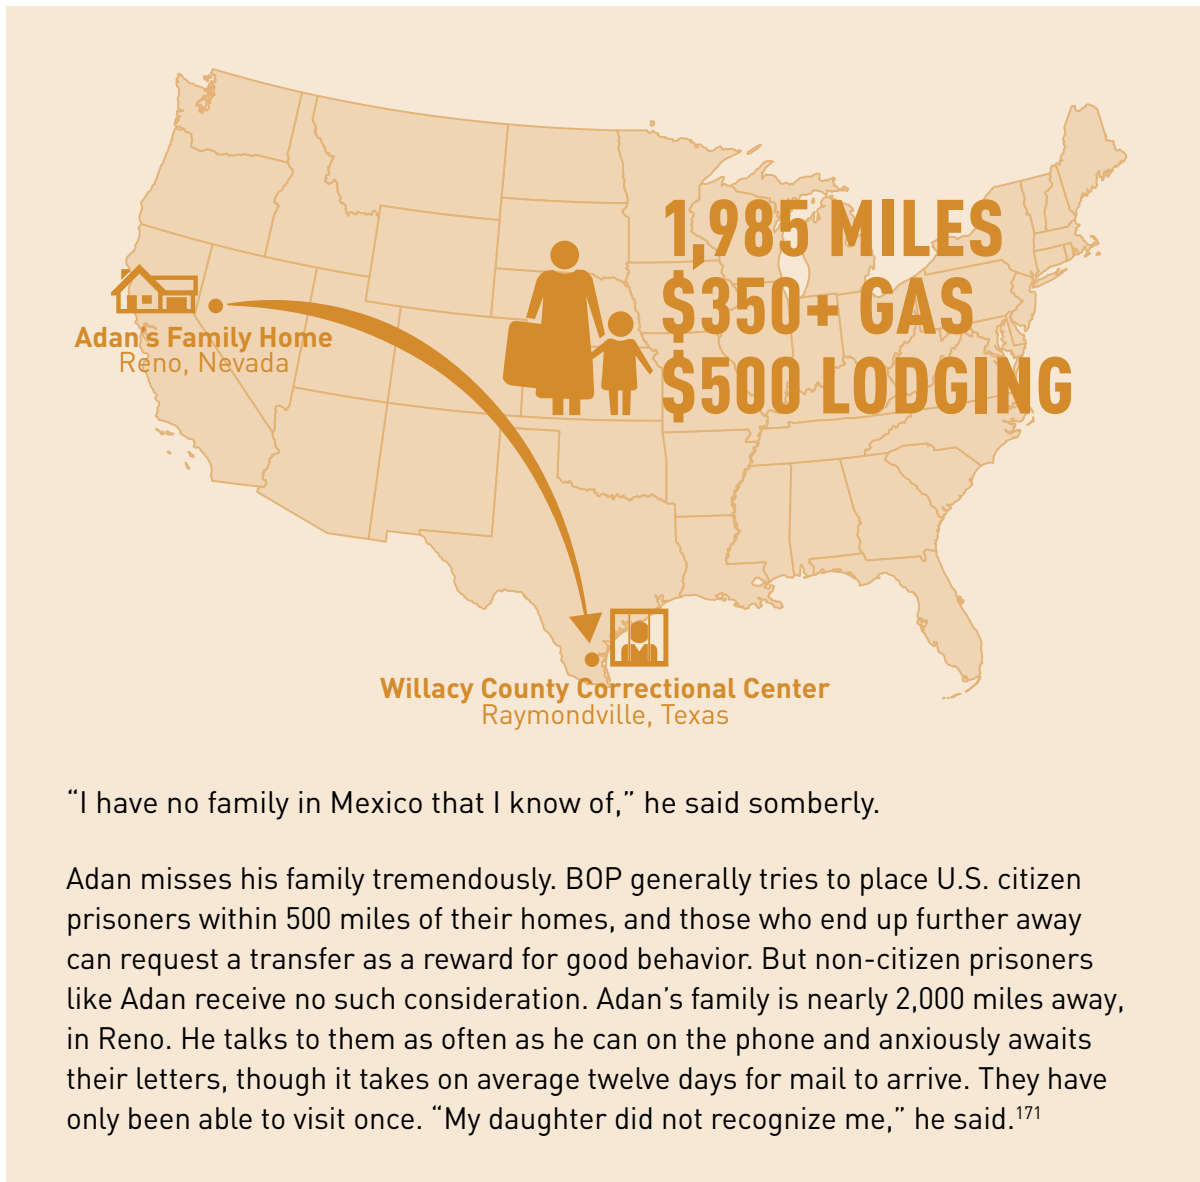 1,985 MILES
$350+ GAS
$500 LODGING
Adan’s Family Home
Reno, Nevada
Willacy County Correctional Center
Raymondville, Texas
“I have no family in Mexico that I know of,” he said somberly.
Adan misses his family tremendously. BOP generally tries to place U.S. citizen
prisoners within 500 miles of their homes, and those who end up further away
can request a transfer as a reward for good behavior. But non-citizen prisoners
like Adan receive no such consideration. Adan’s family is nearly 2,000 miles away,
in Reno. He talks to them as often as he can on the phone and anxiously awaits
their letters, though it takes on average twelve days for mail to arrive. They have
only been able to visit once. “My daughter did not recognize me,” he said.171